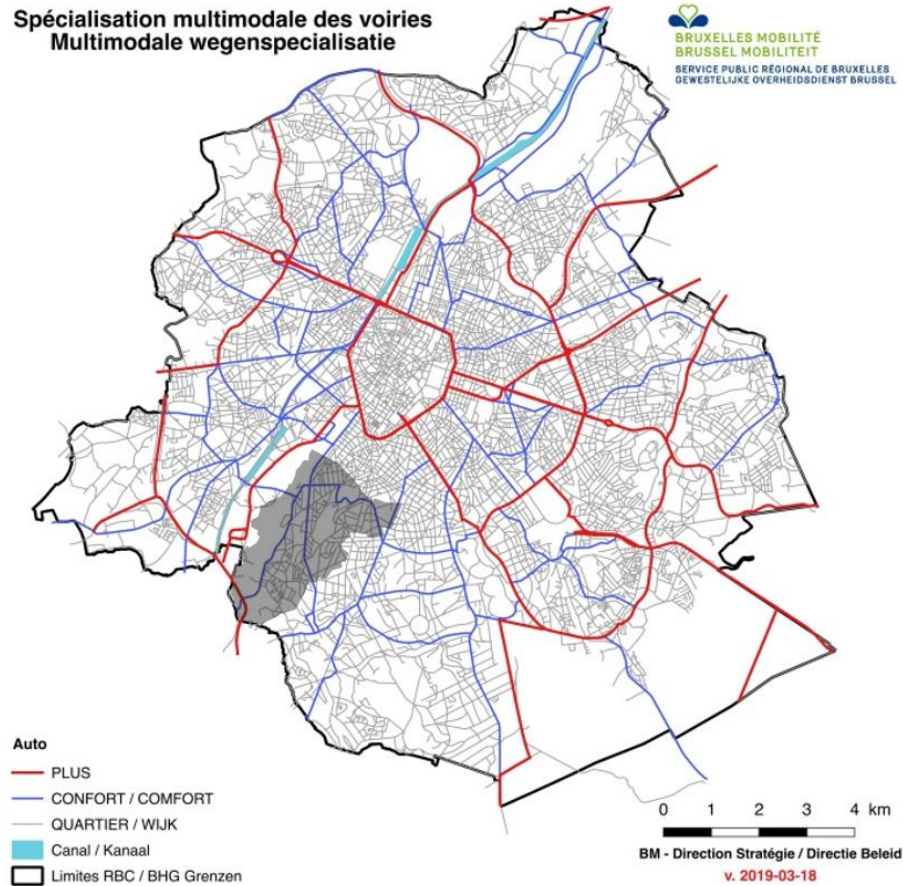 Spécialisation multimodale des voiries
Multimodale wegenspecialisatie
BRUXELLES MOBILITÉ
BRUSSEL MOBILITEIT
SERVICE PUBLIC RÉGIONAL DE BRUXELLES
GEWESTELIJKE OVERHEIDSDIENST BRUSSEL
Auto
PLUS
CONFORT / COMFORT
QUARTIER / WIJK
Canal / Kanaal
Limites RBC / BHG Grenzen
0 1 2 3 4 km
BM - Direction Stratégie / Directie Beleid
v. 2019-03-18